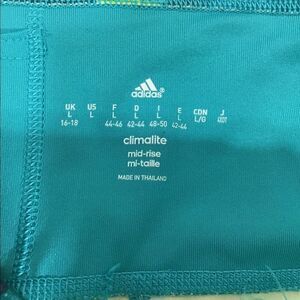 adidas®
UK US F D I E CDN J
L L L L L L L/G
16-18 44-46 42-44 48-50 42-44
climalite
mid-rise
mi-taille
MADE IN THAILAND